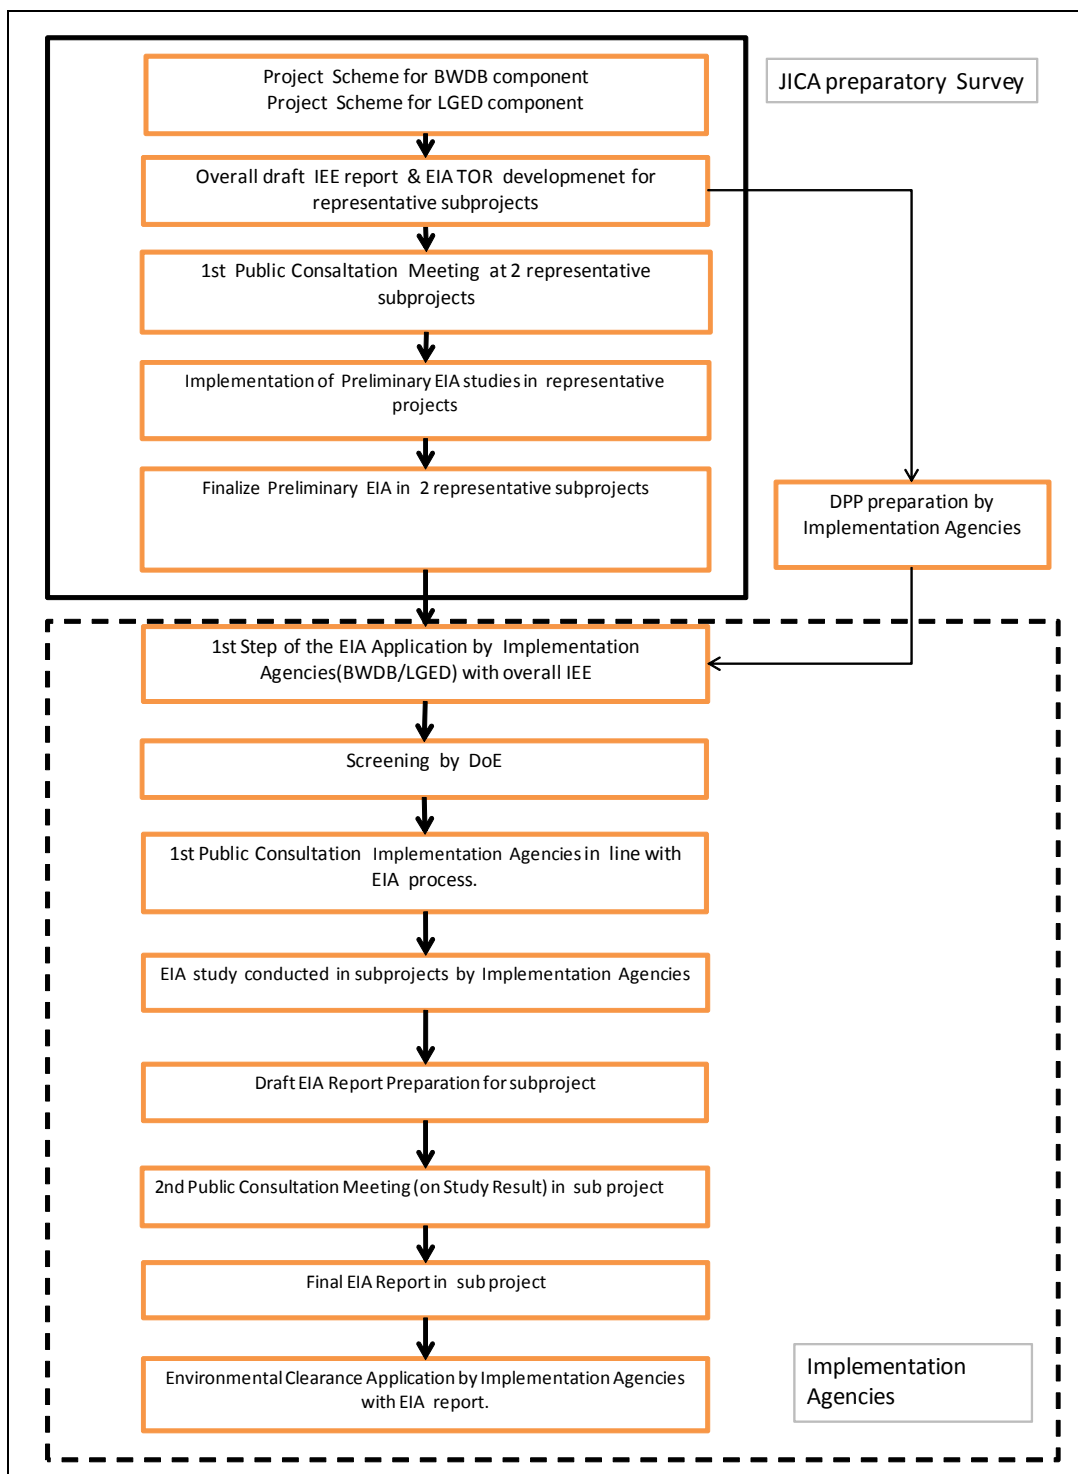 Project Scheme for BWDB component
Project Scheme for LGED component
JICA preparatory Survey
Overall draft IEE report & EIA TOR developmenet for
representative subprojects
1st Public Consaltation Meeting at 2 representative
subprojects
Implementation of Preliminary EIA studies in representative
projects
Finalize Preliminary EIA in 2 representative subprojects
DPP preparation by
Implementation Agencies
1st Step of the EIA Application by Implementation
Agencies(BWDB/LGED) with overall IEE
Screening by DoE
1st Public Consultation Implementation Agencies in line with
EIA process.
EIA study conducted in subprojects by Implementation Agencies
Draft EIA Report Preparation for subproject
2nd Public Consultation Meeting (on Study Result) in sub project
Final EIA Report in sub project
Environmental Clearance Application by Implementation Agencies
with EIA report.
Implementation
Agencies